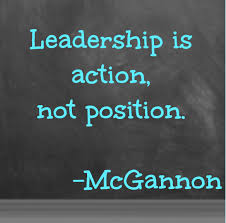 Leadership is
action,
not position.
-McGannon